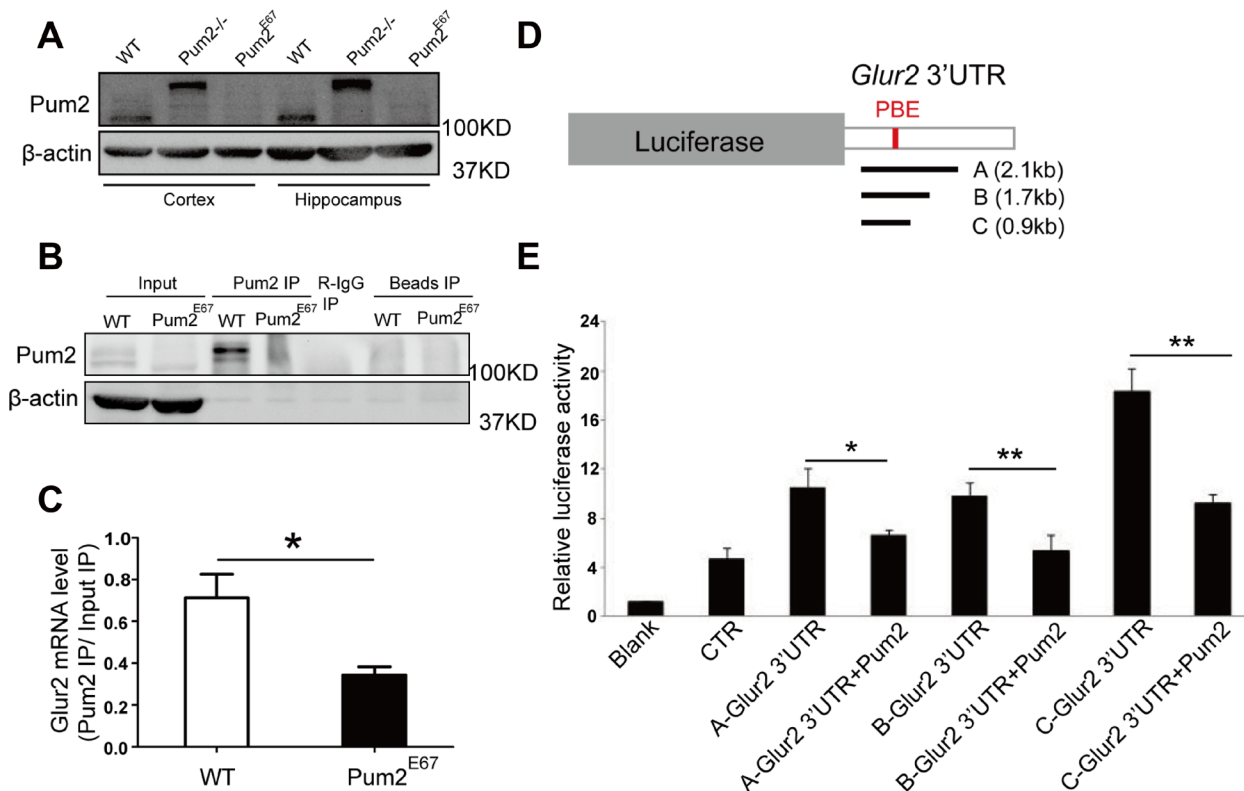 A
WT
Pum2-/-
Pum2E67
WT
Pum2-/-
Pum2E67
Pum2
100KD
β-actin
37KD
Cortex
Hippocampus
B
Input
Pum2 IP
R-IgG
IP
Beads IP
WT
Pum2E67
WT
Pum2E67
WT
Pum2E67
Pum2
100KD
β-actin
37KD
C
Glur2 mRNA level
(Pum2 IP/ Input IP)
1.0
0.8
0.6
0.4
0.2
0.0
*
WT
Pum2E67
D
Glur2 3'UTR
PBE
Luciferase
A (2.1kb)
B (1.7kb)
C (0.9kb)
E
Relative luciferase activity
24
20
16
12
8
4
0
*
**
**
Blank
CTR
A-Glur2 3'UTR
A-Glur2 3'UTR+Pum2
B-Glur2 3'UTR
B-Glur2 3'UTR+Pum2
C-Glur2 3'UTR
C-Glur2 3'UTR+Pum2